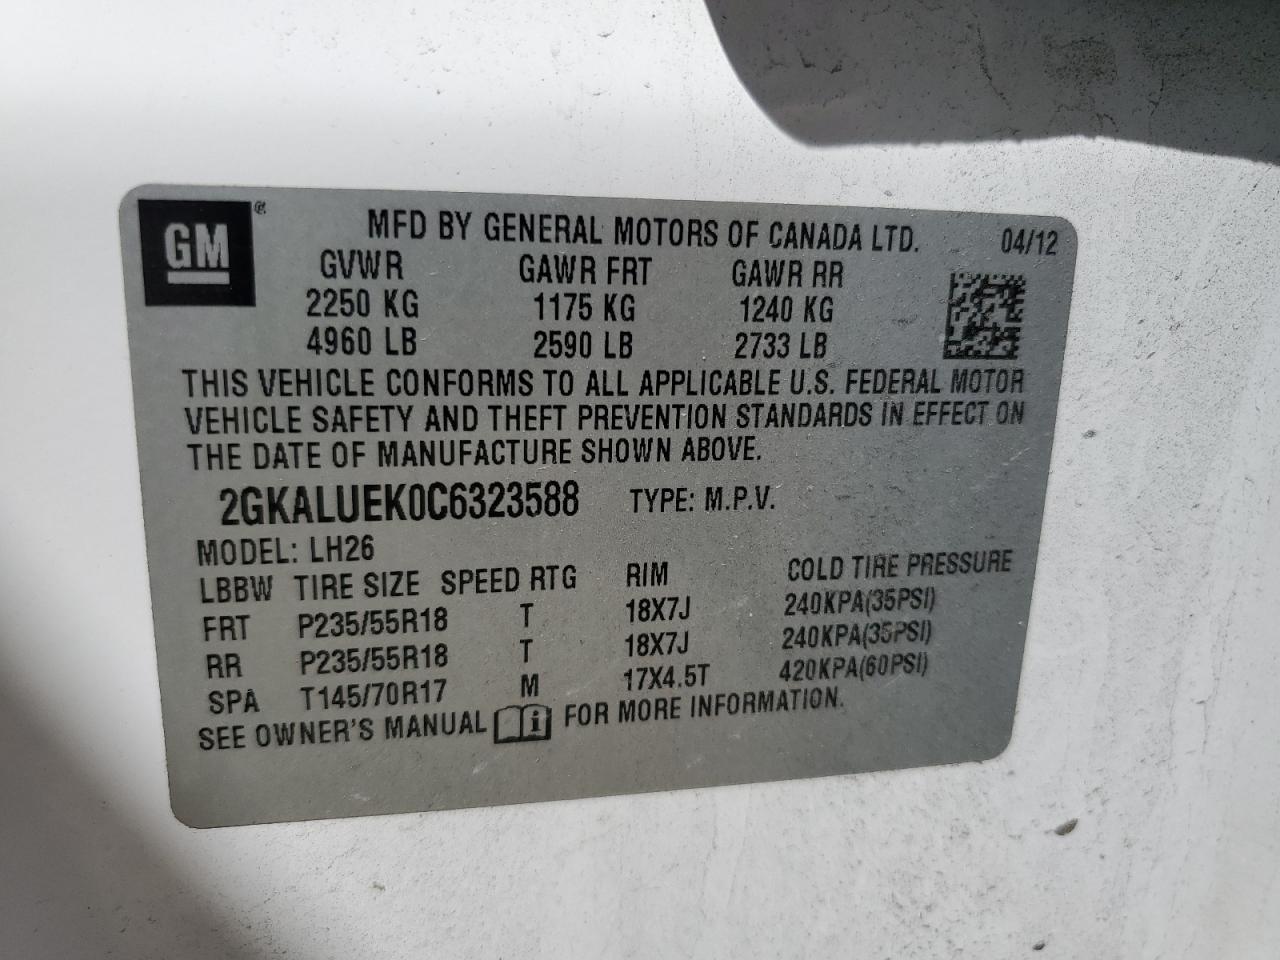 GM
MFD BY GENERAL MOTORS OF CANADA LTD. 04/12
GVWR GAWR FRT GAWR RR
2250 KG 1175 KG 1240 KG
4960 LB 2590 LB 2733 LB
THIS VEHICLE CONFORMS TO ALL APPLICABLE U.S. FEDERAL MOTOR
VEHICLE SAFETY AND THEFT PREVENTION STANDARDS IN EFFECT ON
THE DATE OF MANUFACTURE SHOWN ABOVE.
2GKALUEK0C6323588 TYPE: M.P.V.
MODEL: LH26
LBBW TIRE SIZE SPEED RTG RIM COLD TIRE PRESSURE
FRT P235/55R18 T 18X7J 240KPA(35PSI)
RR P235/55R18 T 18X7J 240KPA(35PSI)
SPA T145/70R17 M 17X4.5T 420KPA(60PSI)
SEE OWNER'S MANUAL i FOR MORE INFORMATION.